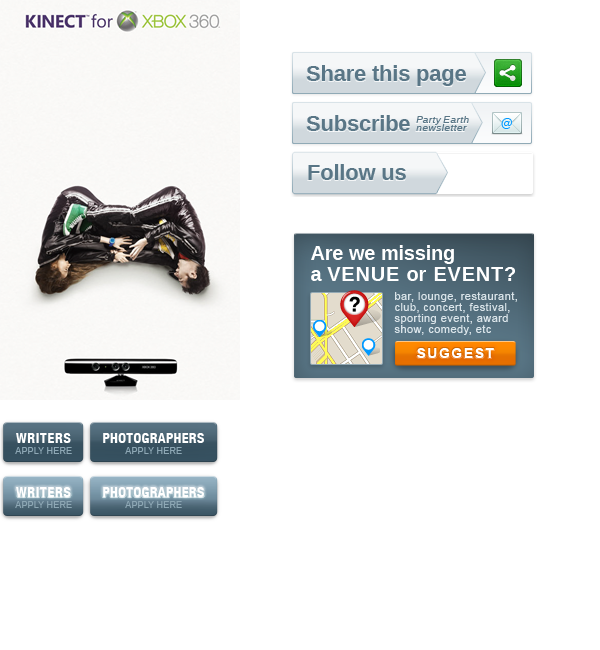 KINECT™ for XBOX 360
Share this page
Subscribe Party Earth
newsletter
@
Follow us
Are we missing
a VENUE or EVENT?
?
bar, lounge, restaurant,
club, concert, festival,
sporting event, award
show, comedy, etc
SUGGEST
WRITERS
APPLY HERE
PHOTOGRAPHERS
APPLY HERE
WRITERS
APPLY HERE
PHOTOGRAPHERS
APPLY HERE